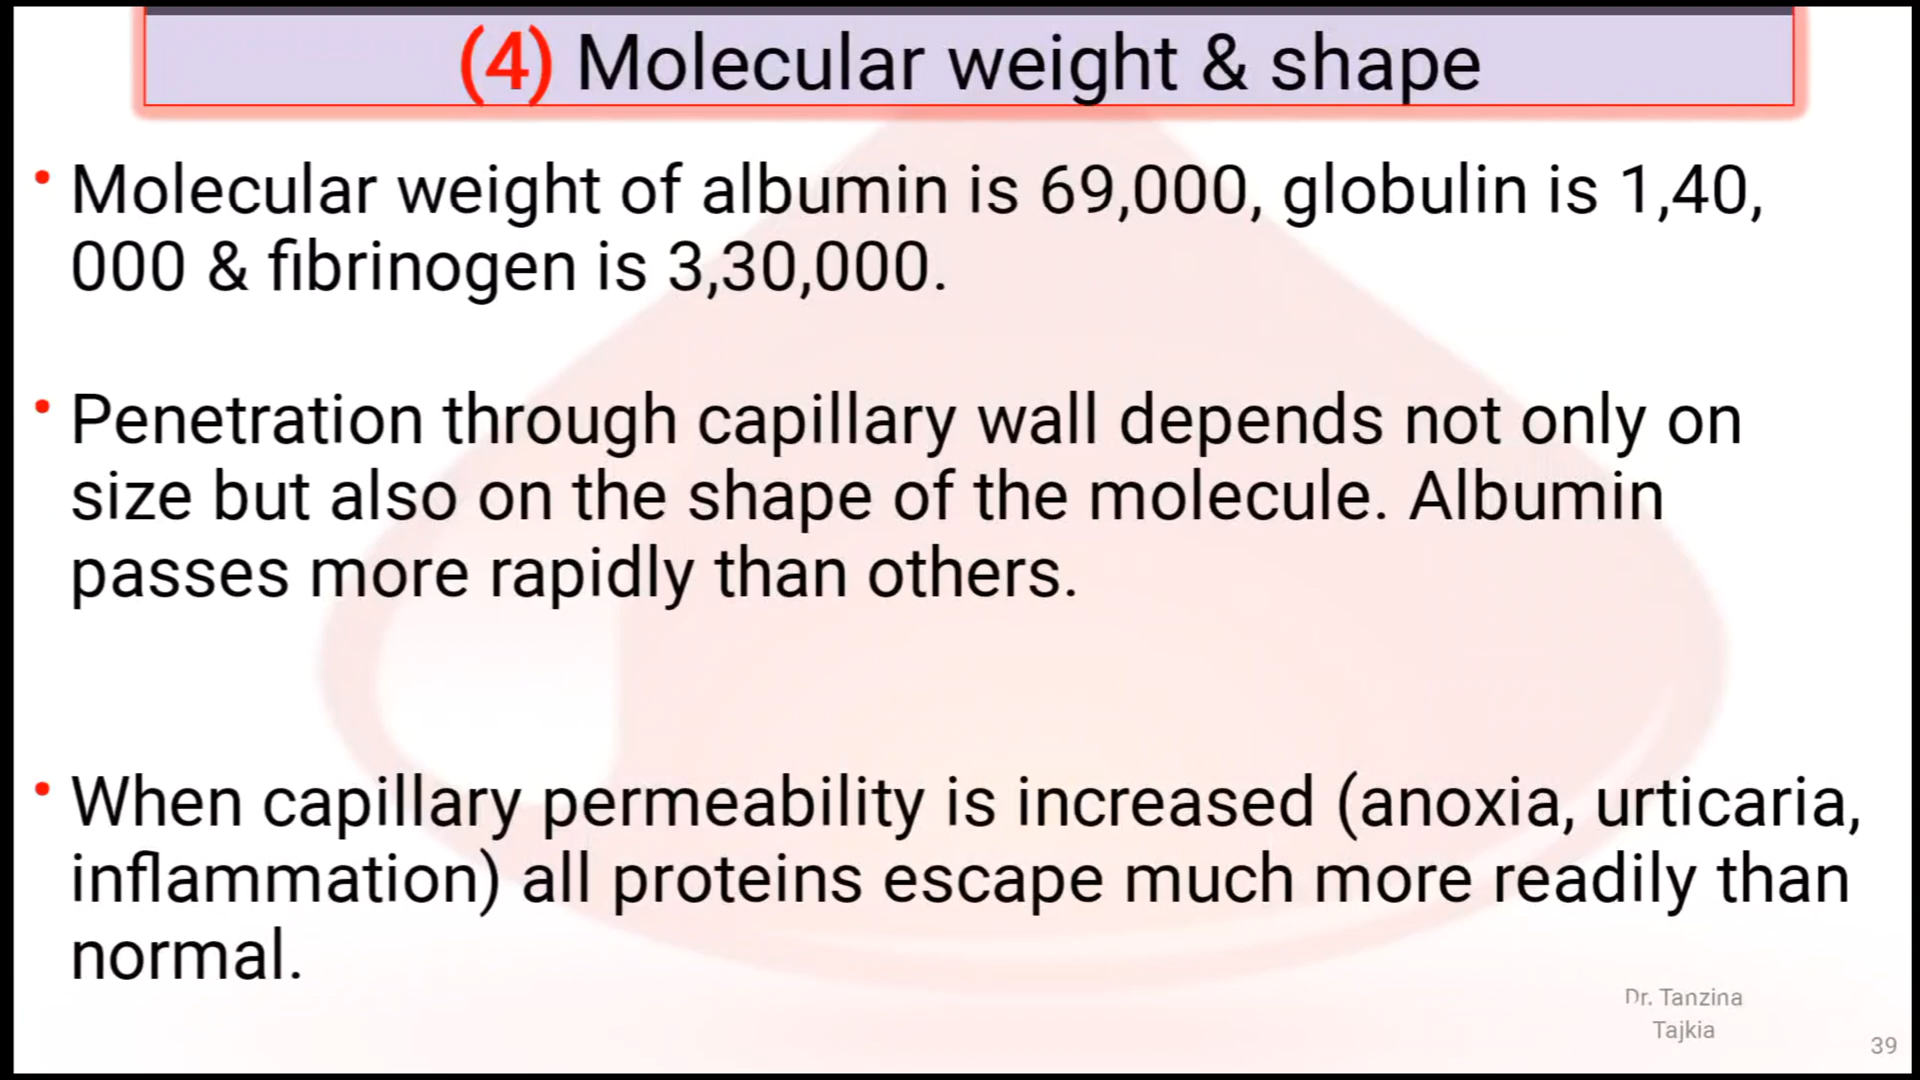 (4) Molecular weight & shape
• Molecular weight of albumin is 69,000, globulin is 1,40,
000 & fibrinogen is 3,30,000.
• Penetration through capillary wall depends not only on
size but also on the shape of the molecule. Albumin
passes more rapidly than others.
• When capillary permeability is increased (anoxia, urticaria,
inflammation) all proteins escape much more readily than
normal.
Dr. Tanzina
Tajkia
39